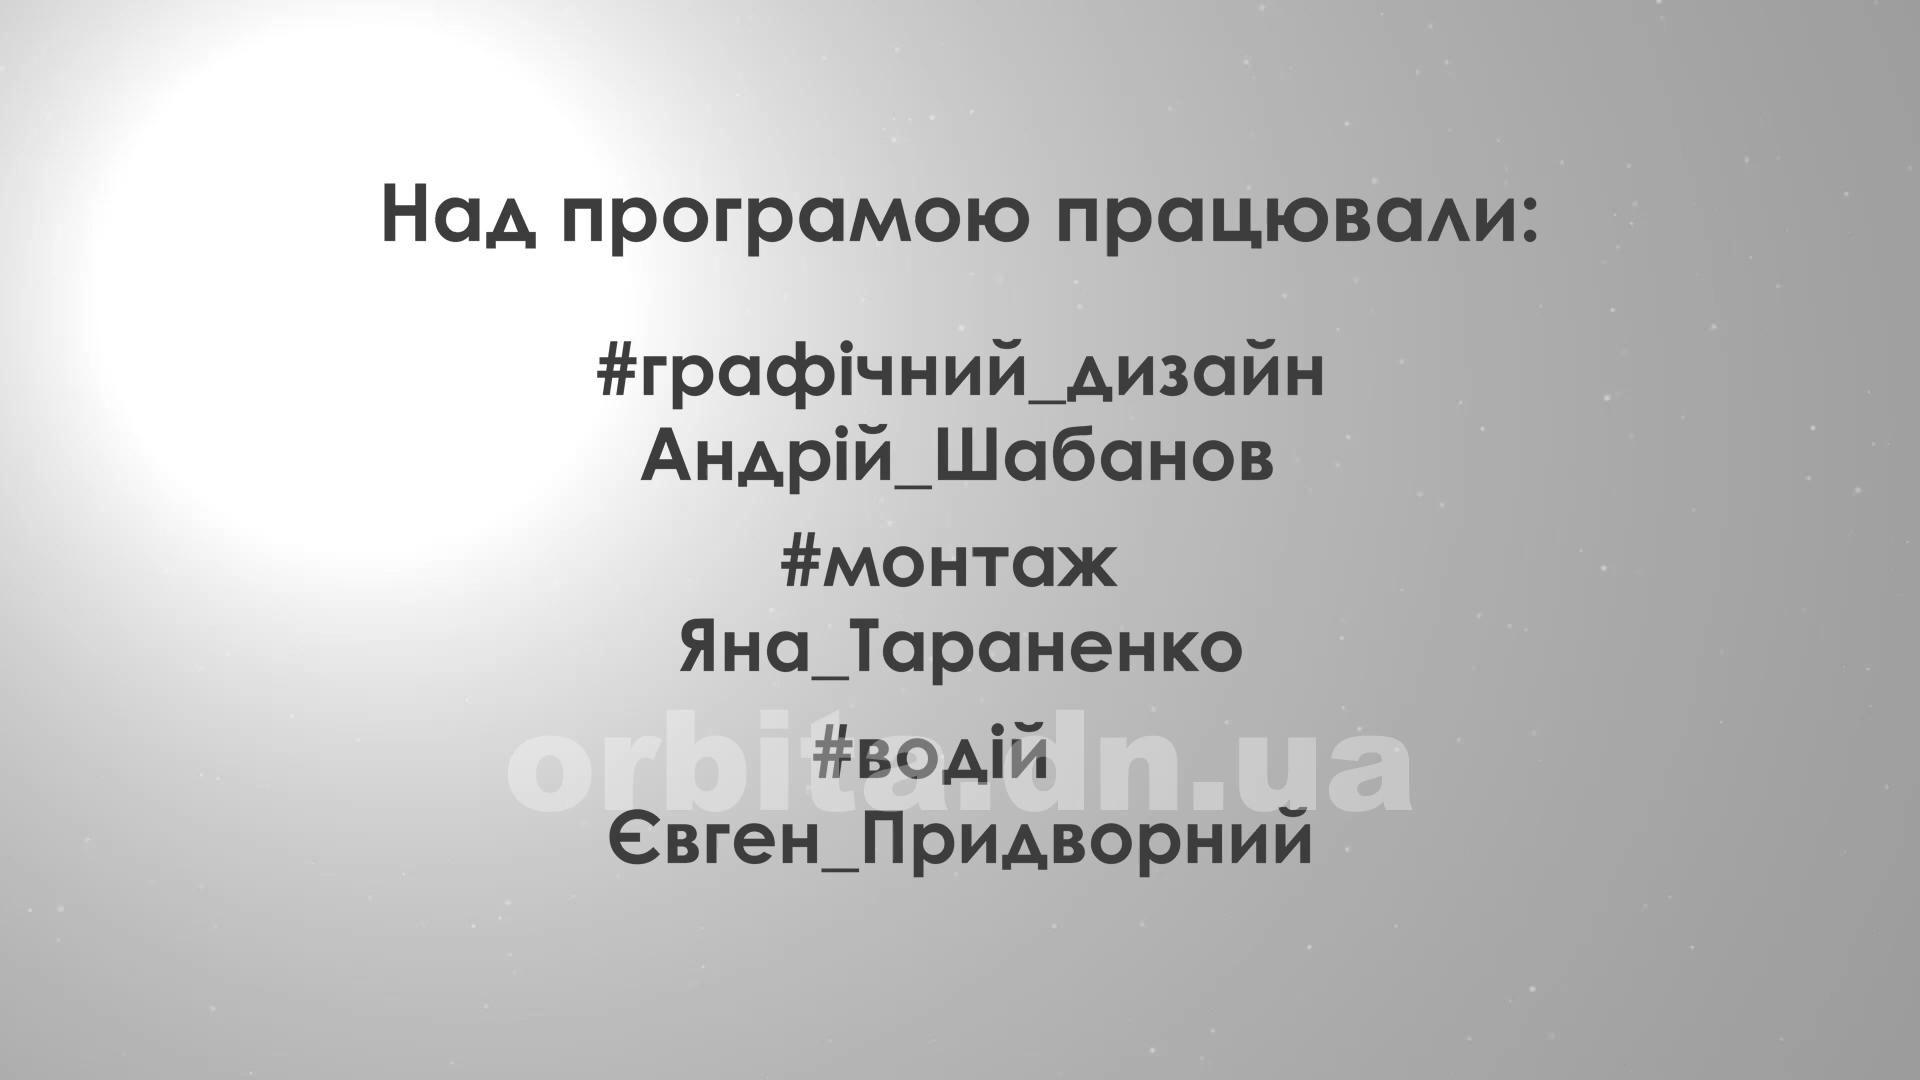 Над програмою працювали:
#графічний_дизайн
Андрій_Шабанов
#монтаж
Яна_Тараненко
#водій
orbita.dn.ua
Євген_Придворний